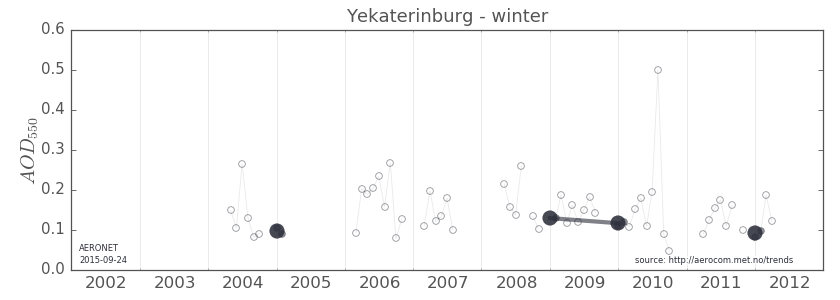 Yekaterinburg - winter
0.6
0.5
0.4
0.3
0.2
0.1
0.0
AOD550
AERONET
2015-09-24
source: http://aerocom.met.no/trends
2002 2003 2004 2005 2006 2007 2008 2009 2010 2011 2012